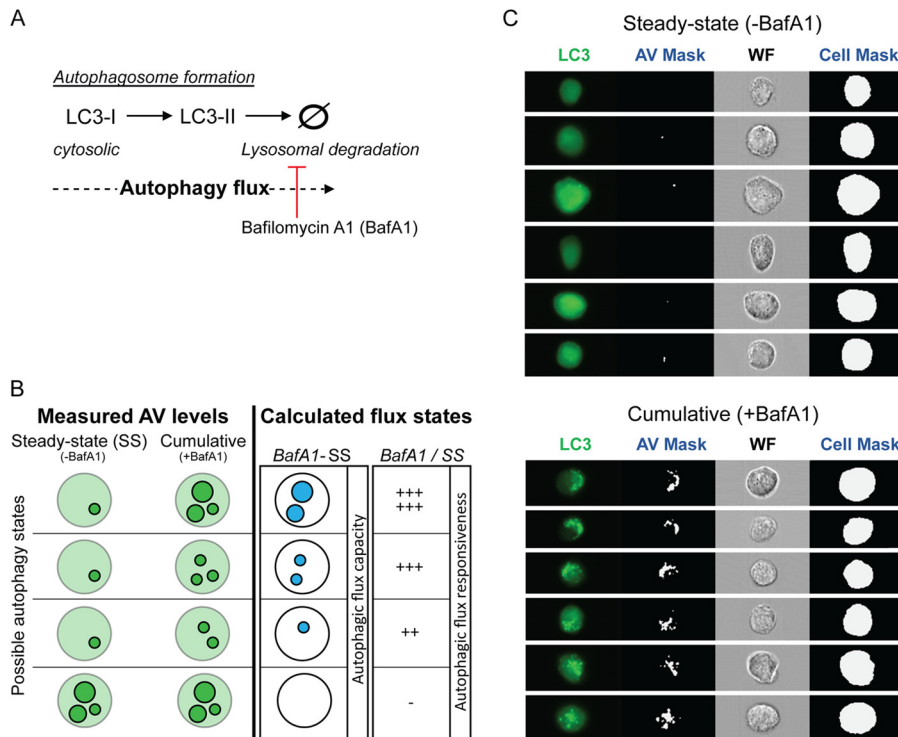 A
Autophagosome formation
LC3-I LC3-II Ø
cytosolic Lysosomal degradation
Autophagy flux
Bafilomycin A1 (BafA1)
B
Measured AV levels Calculated flux states
Steady-state (SS) Cumulative BafA1-SS BafA1 / SS
(-BafA1) (+BafA1)
Possible autophagy states
Autophagic flux capacity
Autophagic flux responsiveness
+++
+++
+++
++
-
C
Steady-state (-BafA1)
LC3 AV Mask WF Cell Mask
Cumulative (+BafA1)
LC3 AV Mask WF Cell Mask